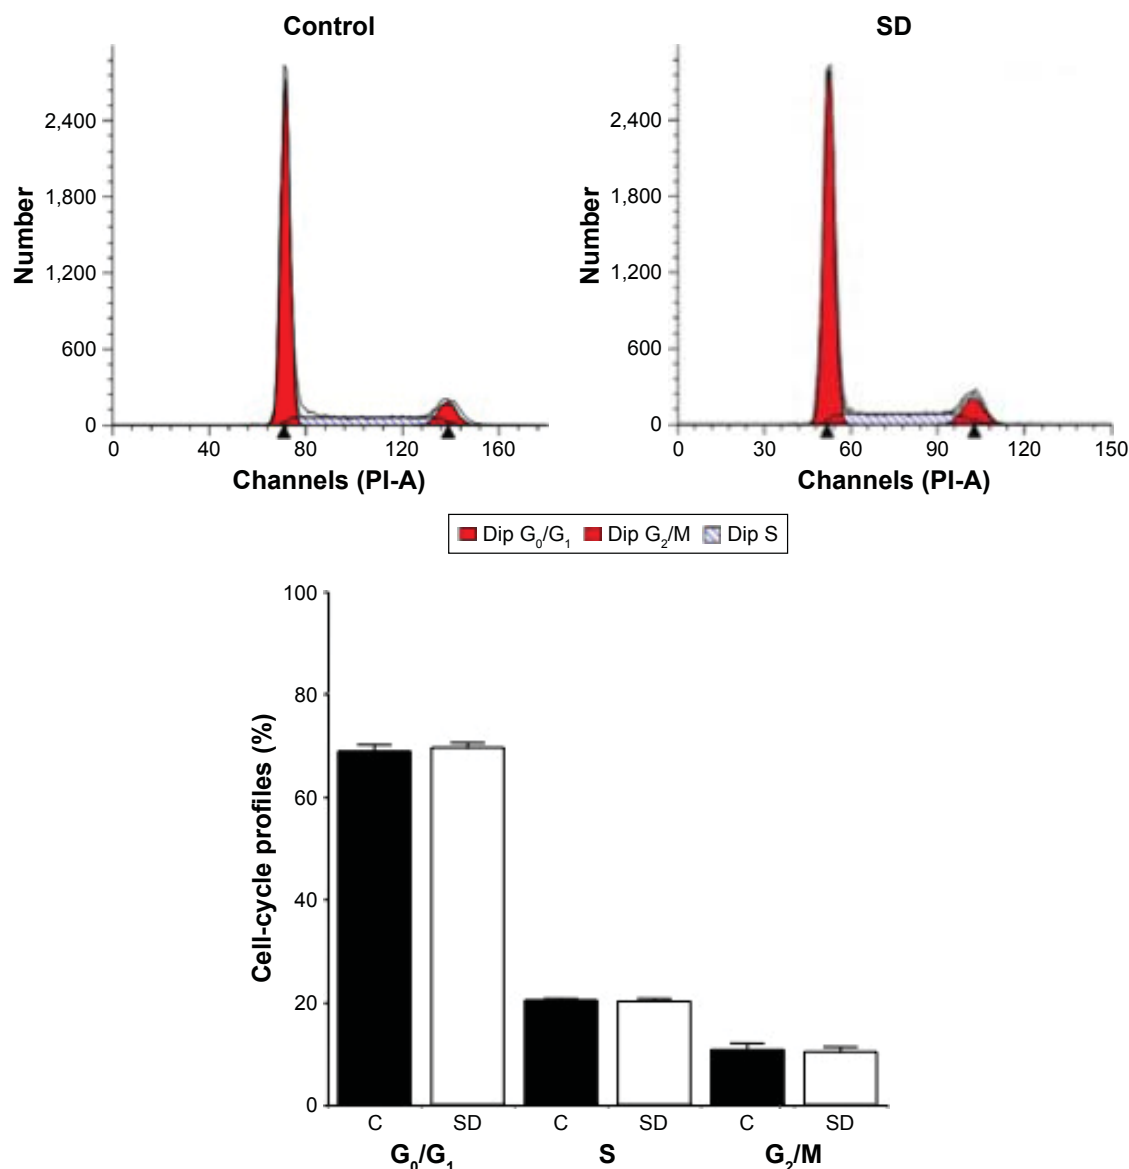 Control
SD
2,400
1,800
1,200
600
0
Number
0
40
80
120
160
Channels (PI-A)
2,400
1,800
1,200
600
0
Number
0
30
60
90
120
150
Channels (PI-A)
Dip G₀/G₁ Dip G₂/M Dip S
100
80
60
40
20
0
Cell-cycle profiles (%)
C SD C SD C SD
G₀/G₁ S G₂/M